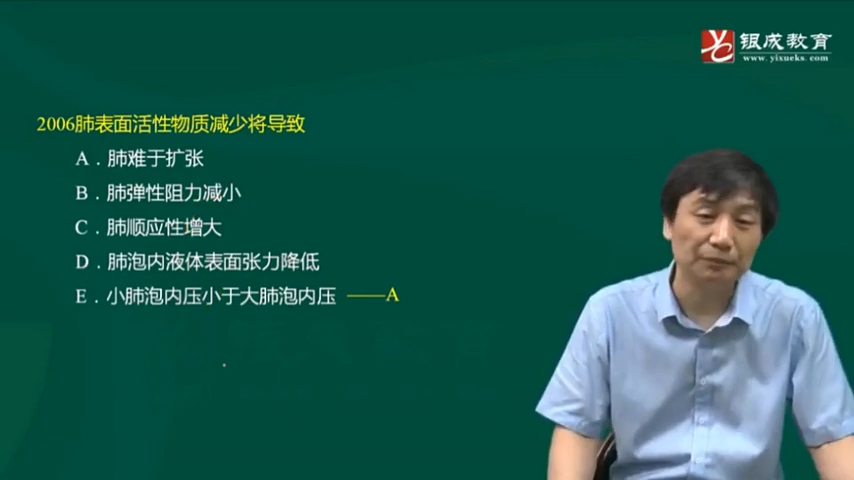 银成教育
www.yixueks.com
2006肺表面活性物质减少将导致
A．肺难于扩张
B．肺弹性阻力减小
C．肺顺应性增大
D．肺泡内液体表面张力降低
E．小肺泡内压小于大肺泡内压 ——A